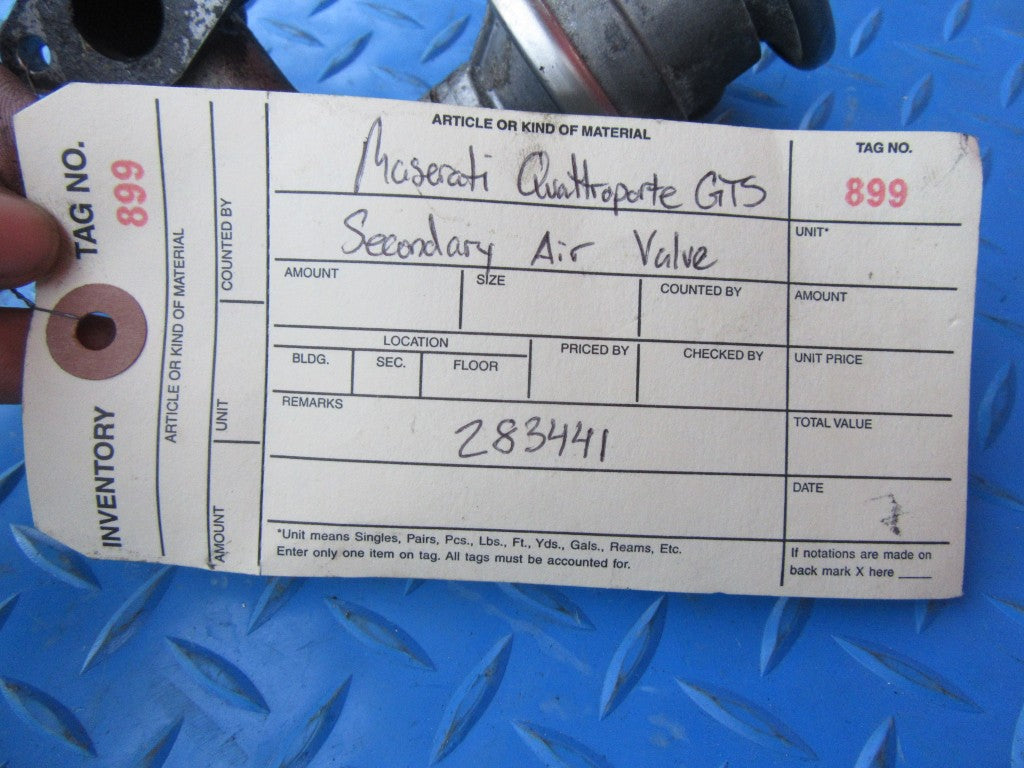 TAG NO.
899
INVENTORY
ARTICLE OR KIND OF MATERIAL
COUNTED BY
UNIT
AMOUNT
ARTICLE OR KIND OF MATERIAL
Maserati Quattroporte GTS
Secondary Air Valve
AMOUNT
SIZE
COUNTED BY
LOCATION
BLDG.
SEC.
FLOOR
PRICED BY
CHECKED BY
REMARKS
283441
*Unit means Singles, Pairs, Pcs., Lbs., Ft., Yds., Gals., Reams, Etc.
Enter only one item on tag. All tags must be accounted for.
TAG NO.
899
UNIT*
AMOUNT
UNIT PRICE
TOTAL VALUE
DATE
If notations are made on
back mark X here ____